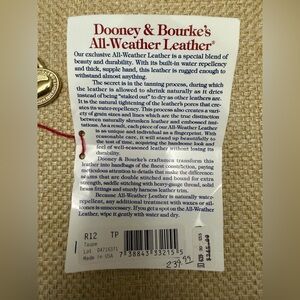 Dooney & Bourke's
All-Weather Leather®
Our exclusive All-Weather Leather is a special blend of
beauty and durability. With its built-in water repellency
and thick, supple hand, this leather is rugged enough to
withstand almost anything.
The secret is in the tanning process, during which
the leather is allowed to shrink naturally as it dries
instead of being "staked out" to dry as other leathers are.
It is the natural tightening of the leather's pores that cre-
ates its water-repellency. This process also creates a vari-
ety of grain sizes and lines which are the true distinction
between naturally shrunken leather and embossed imi-
tations. As a result, each piece of our All-Weather Leather
is as unique and individual as a fingerprint. With
reasonable care, it will stand up beautifully to
the test of time, acquiring the handsome look and
feel of well-seasoned leather without losing its
durability.
Dooney & Bourke's craftsmen transform this
leather into handbags of the finest construction, paying
meticulous attention to details that make the difference:
seams that are double stitched and bound for extra
strength, saddle stitching with heavy-gauge thread, solid
brass fittings and sturdy harness leather trim.
Because All-Weather Leather is naturally water-
repellent, any additional treatment with waxes or sili-
cones is unnecessary. If you get a spot on the All-Weather
Leather, wipe it gently with water and dry.
R12 TP
Taupe
Lot
Made in USA
7 38843 33215 5
239.99